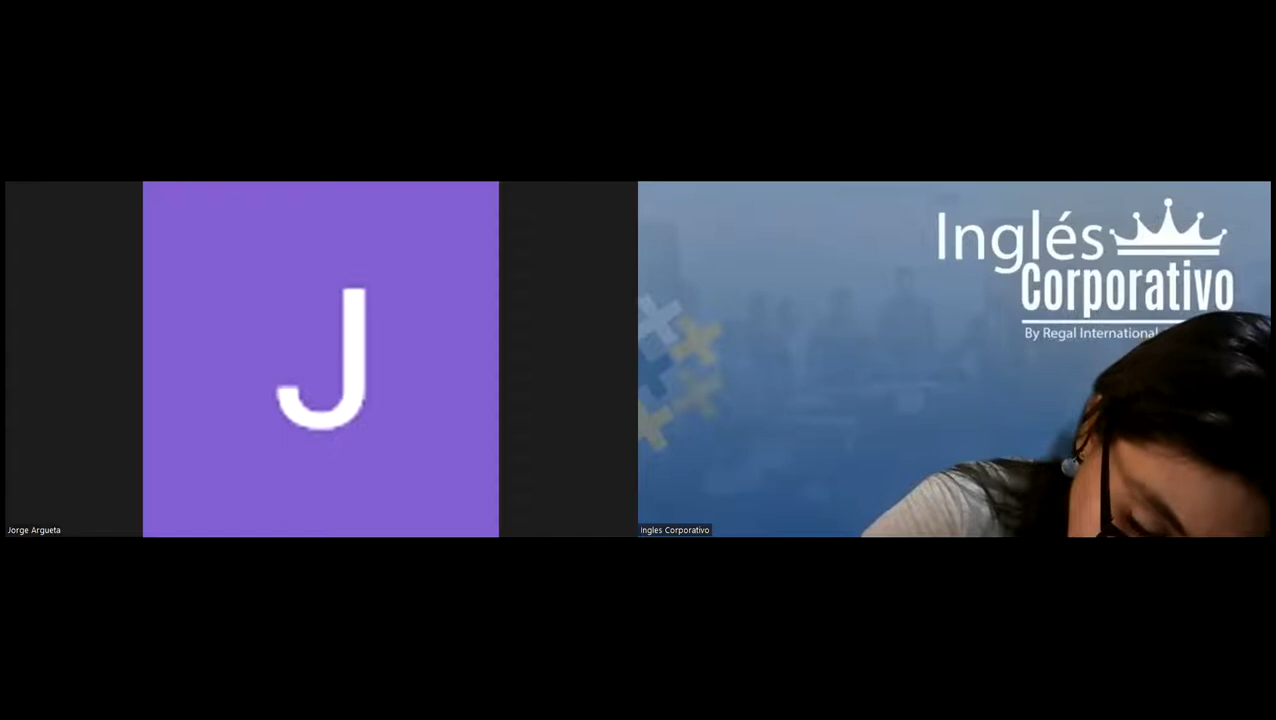 J
Jorge Argueta
Inglés
Corporativo
By Regal International
Ingles Corporativo